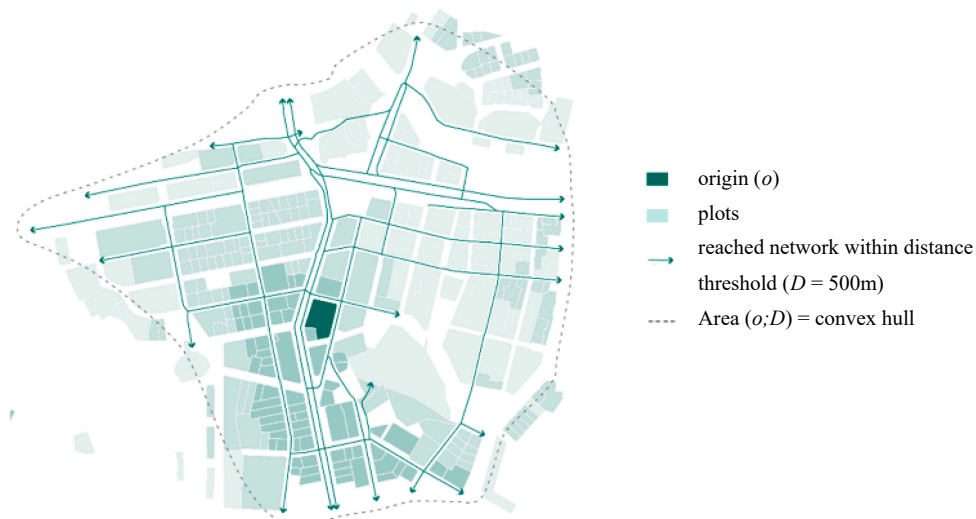 origin (o)
plots
reached network within distance
threshold (D = 500m)
Area (o;D) = convex hull